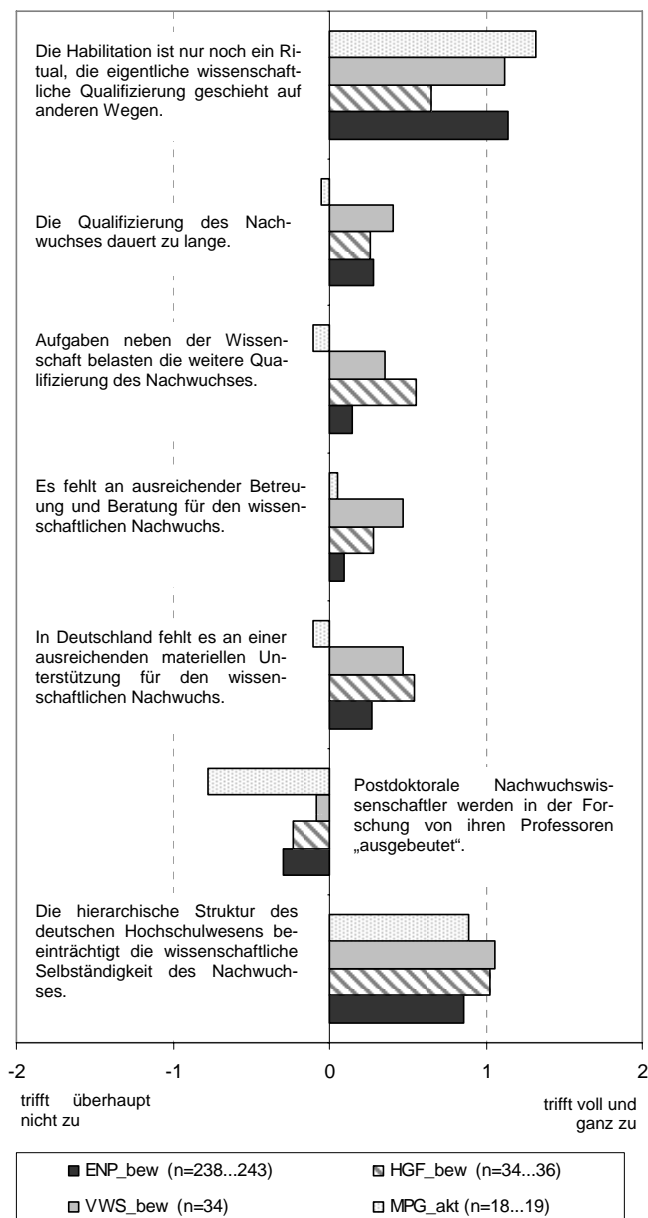 Die Habilitation ist nur noch ein Ri-
tual, die eigentliche wissenschaft-
liche Qualifizierung geschieht auf
anderen Wegen.
Die Qualifizierung des Nach-
wuchses dauert zu lange.
Aufgaben neben der Wissen-
schaft belasten die weitere Qua-
lifizierung des Nachwuchses.
Es fehlt an ausreichender Betreu-
ung und Beratung für den wissen-
schaftlichen Nachwuchs.
In Deutschland fehlt es an einer
ausreichenden materiellen Un-
terstützung für den wissen-
schaftlichen Nachwuchs.
Postdoktorale Nachwuchswis-
senschaftler werden in der For-
schung von ihren Professoren
„ausgebeutet“.
Die hierarchische Struktur des
deutschen Hochschulwesens be-
einträchtigt die wissenschaftliche
Selbständigkeit des Nachwuch-
ses.
-2 -1 0 1 2
trifft überhaupt
nicht zu
trifft voll und
ganz zu
ENP_bew (n=238...243) HGF_bew (n=34...36)
VWS_bew (n=34) MPG_akt (n=18...19)